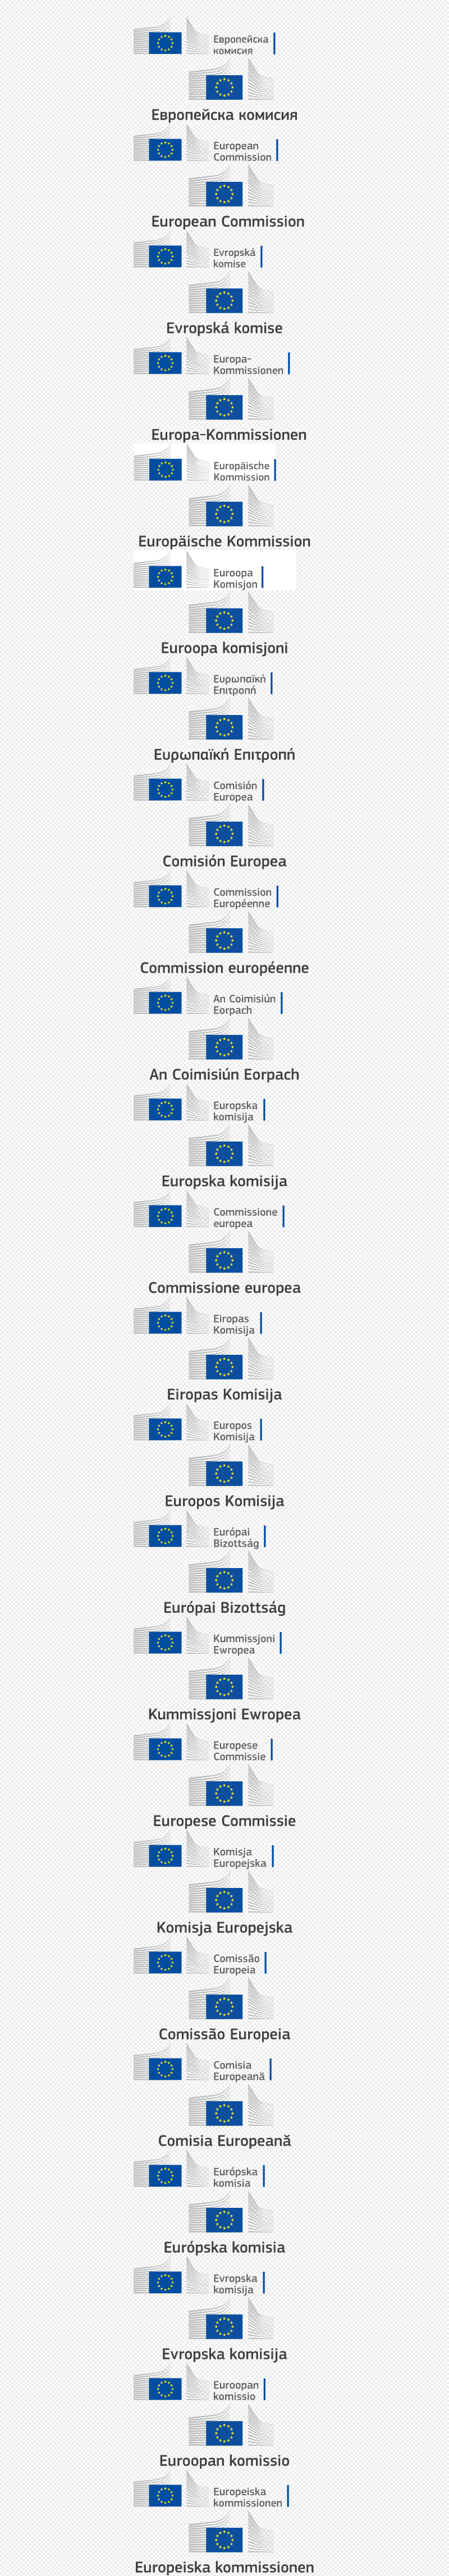 Европейска
комисия
Европейска комисия
European
Commission
European Commission
Evropská
komise
Evropská komise
Europa-
Kommissionen
Europa-Kommissionen
Europäische
Kommission
Europäische Kommission
Euroopa
Komisjon
Euroopa komisjoni
Ευρωπαϊκή
Επιτροπή
Ευρωπαϊκή Επιτροπή
Comisión
Europea
Comisión Europea
Commission
Européenne
Commission européenne
An Coimisiún
Eorpach
An Coimisiún Eorpach
Europska
komisija
Europska komisija
Commissione
europea
Commissione europea
Eiropas
Komisija
Eiropas Komisija
Europos
Komisija
Europos Komisija
Európai
Bizottság
Európai Bizottság
Kummissjoni
Ewropea
Kummissjoni Ewropea
Europese
Commissie
Europese Commissie
Komisja
Europejska
Komisja Europejska
Comissão
Europeia
Comissão Europeia
Comisia
Europeană
Comisia Europeană
Európska
komisia
Európska komisia
Evropska
komisija
Evropska komisija
Euroopan
komissio
Euroopan komissio
Europeiska
kommissionen
Europeiska kommissionen